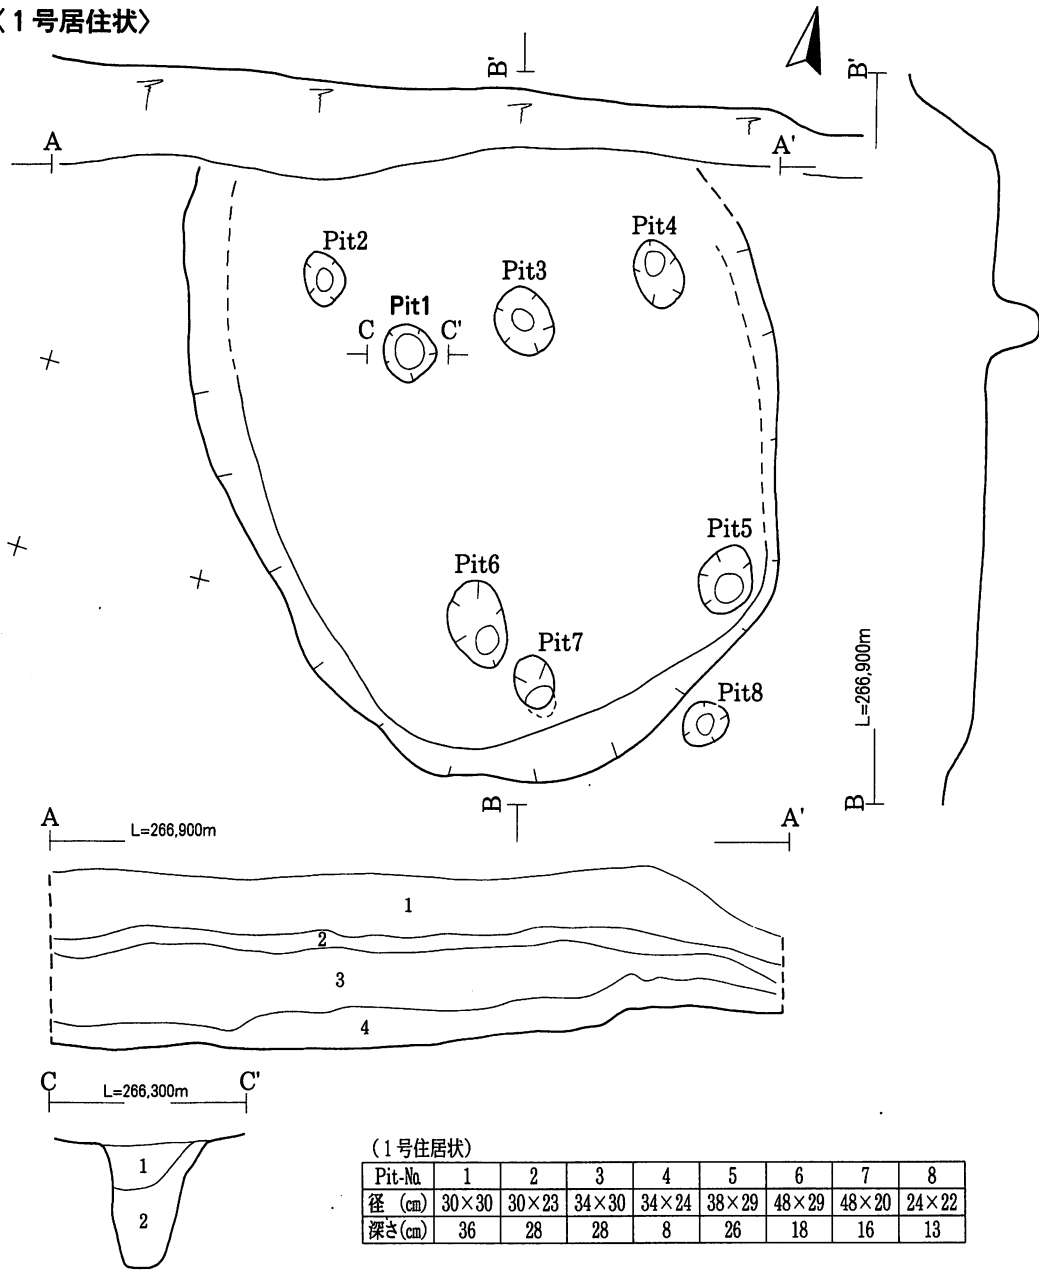 〈1号居住状〉
B'
B'
A
A'
Pit2
Pit3
Pit4
Pit1
C
C'
Pit5
Pit6
Pit7
Pit8
L=266,900m
B
B
A
L=266,900m
A'
1
2
3
4
C
L=266,300m
C'
1
2
(1号住居状)
Pit-No. 1 2 3 4 5 6 7 8
径 (cm) 30×30 30×23 34×30 34×24 38×29 48×29 48×20 24×22
深さ(cm) 36 28 28 8 26 18 16 13